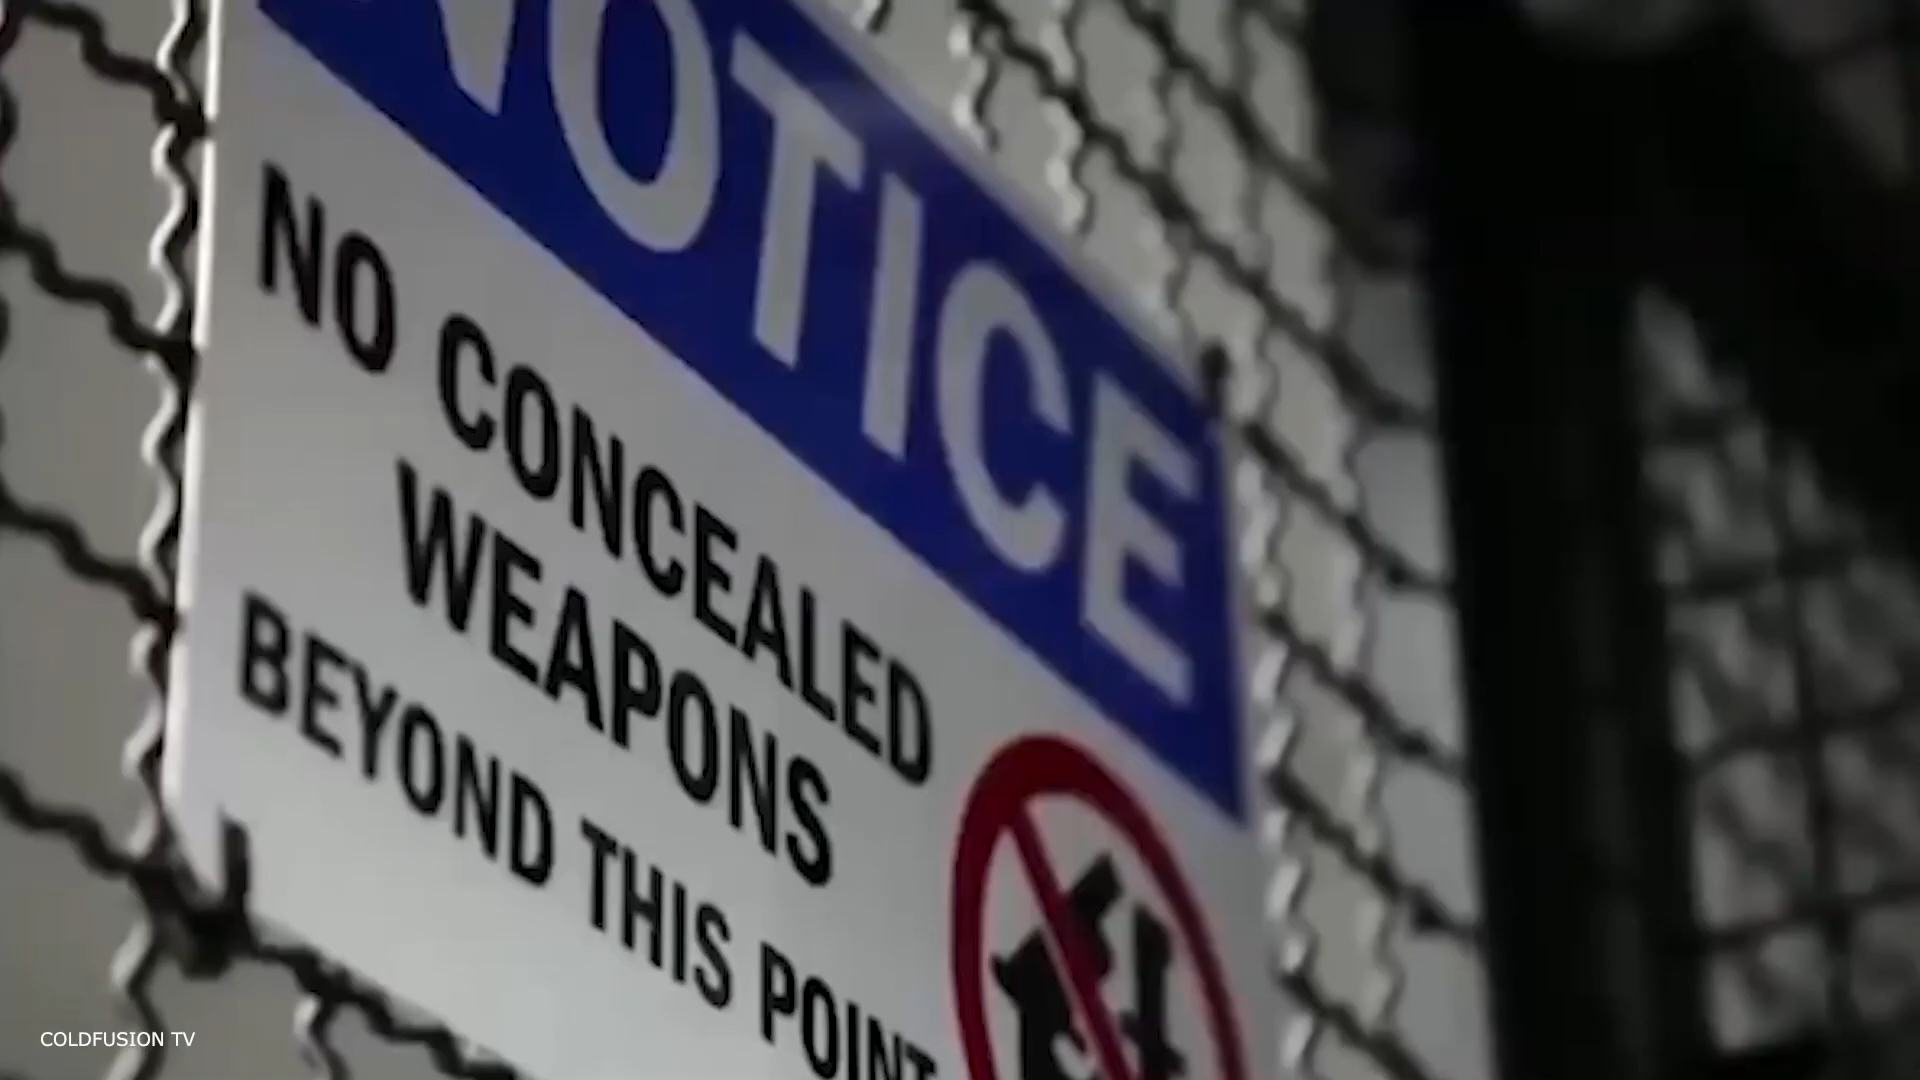 NOTICE
NO CONCEALED
WEAPONS
BEYOND THIS POINT
COLDFUSION TV